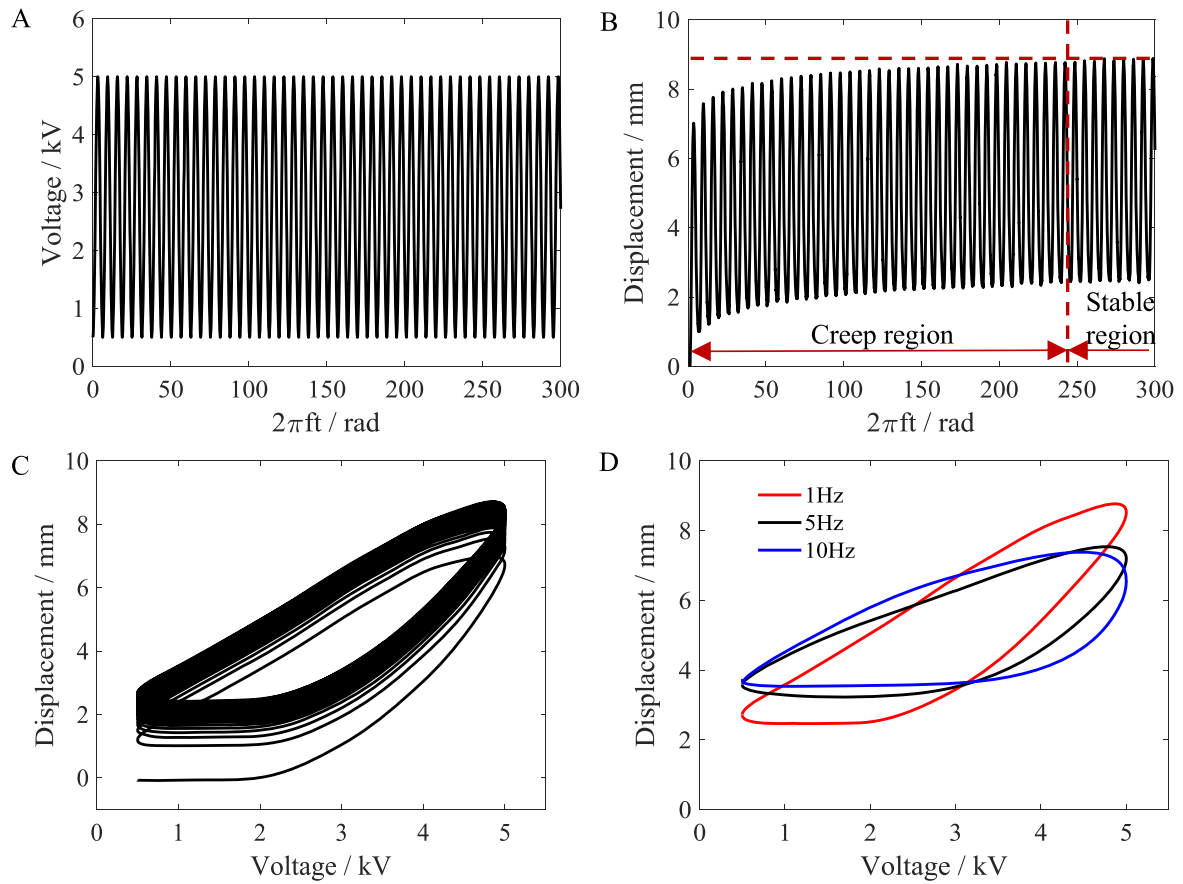 A
Voltage / kV
6
5
4
3
2
1
0
0 50 100 150 200 250 300
2πft / rad
B
Displacement / mm
10
8
6
4
2
0
Stable
Creep region region
0 50 100 150 200 250 300
2πft / rad
C
Displacement / mm
10
8
6
4
2
0
0 1 2 3 4 5
Voltage / kV
D
Displacement / mm
10
8
6
4
2
0
1Hz
5Hz
10Hz
0 1 2 3 4 5
Voltage / kV